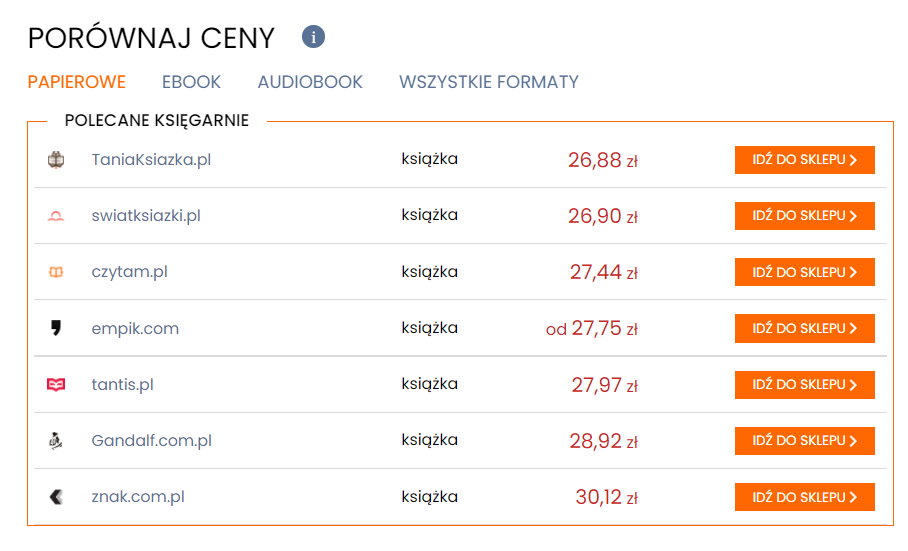 PORÓWNAJ CENY i
PAPIEROWE EBOOK AUDIOBOOK WSZYSTKIE FORMATY
POLECANE KSIĘGARNIE
TaniaKsiazka.pl książka 26,88 zł IDŹ DO SKLEPU
swiatksiazki.pl książka 26,90 zł IDŹ DO SKLEPU
czytam.pl książka 27,44 zł IDŹ DO SKLEPU
empik.com książka od 27,75 zł IDŹ DO SKLEPU
tantis.pl książka 27,97 zł IDŹ DO SKLEPU
Gandalf.com.pl książka 28,92 zł IDŹ DO SKLEPU
znak.com.pl książka 30,12 zł IDŹ DO SKLEPU